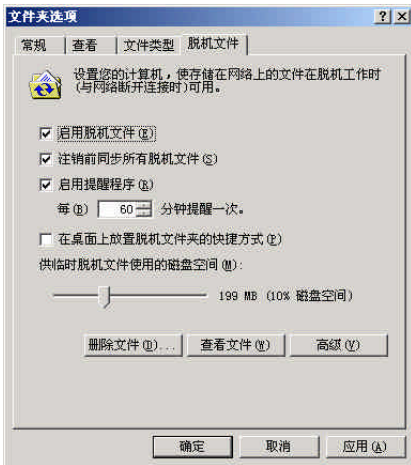 文件夹选项
常规 查看 文件类型 脱机文件
设置您的计算机，使存储在网络上的文件在脱机工作时
(与网络断开连接时)可用。
启用脱机文件(E)
注销前同步所有脱机文件(S)
启用提醒程序(R)
每(B) 60 分钟提醒一次。
在桌面上放置脱机文件夹的快捷方式(P)
供临时脱机文件使用的磁盘空间(M):
199 MB (10% 磁盘空间)
删除文件(D)... 查看文件(W) 高级(V)
确定 取消 应用(A)